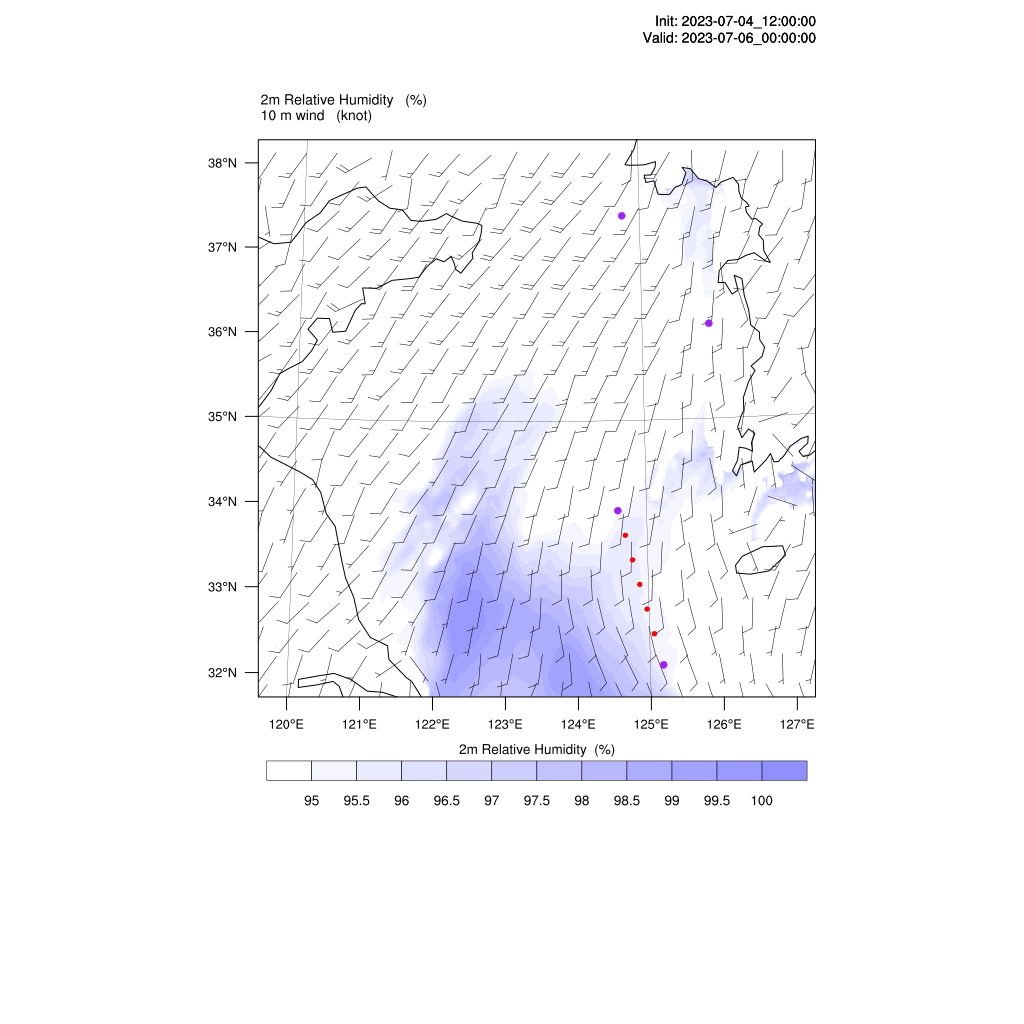 Init: 2023-07-04_12:00:00
Valid: 2023-07-06_00:00:00
2m Relative Humidity (%)
10 m wind (knot)
38°N
37°N
36°N
35°N
34°N
33°N
32°N
120°E 121°E 122°E 123°E 124°E 125°E 126°E 127°E
2m Relative Humidity (%)
95 95.5 96 96.5 97 97.5 98 98.5 99 99.5 100